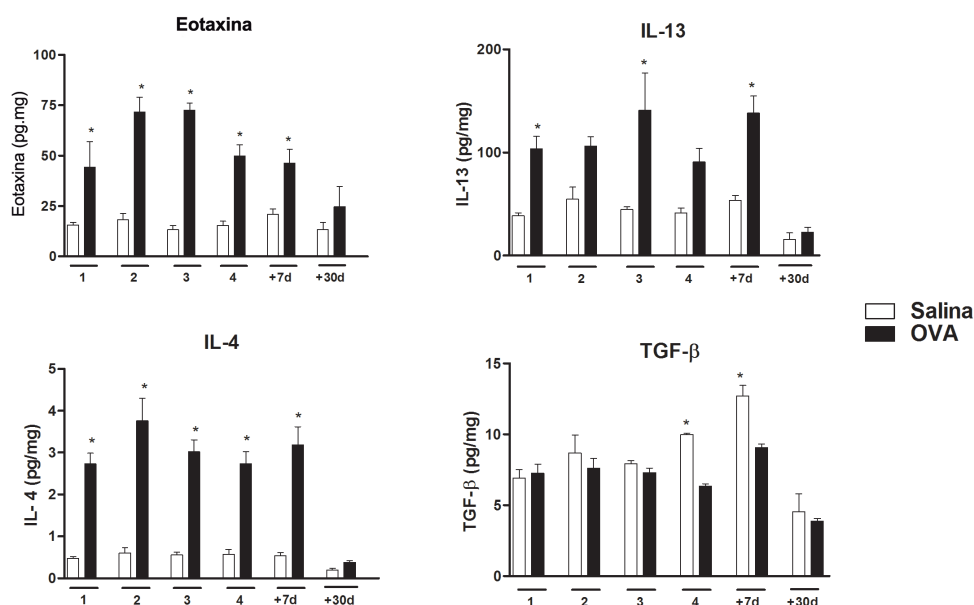 Eotaxina
Eotaxina (pg.mg)
100
75
50
25
0
* * * * *
1 2 3 4 +7d +30d
IL-13
IL-13 (pg/mg)
200
100
0
* * *
1 2 3 4 +7d +30d
Salina
OVA
IL-4
IL- 4 (pg/mg)
5
4
3
2
1
0
* * * * *
1 2 3 4 +7d +30d
TGF-β
TGF-β (pg/mg)
15
10
5
0
* *
1 2 3 4 +7d +30d